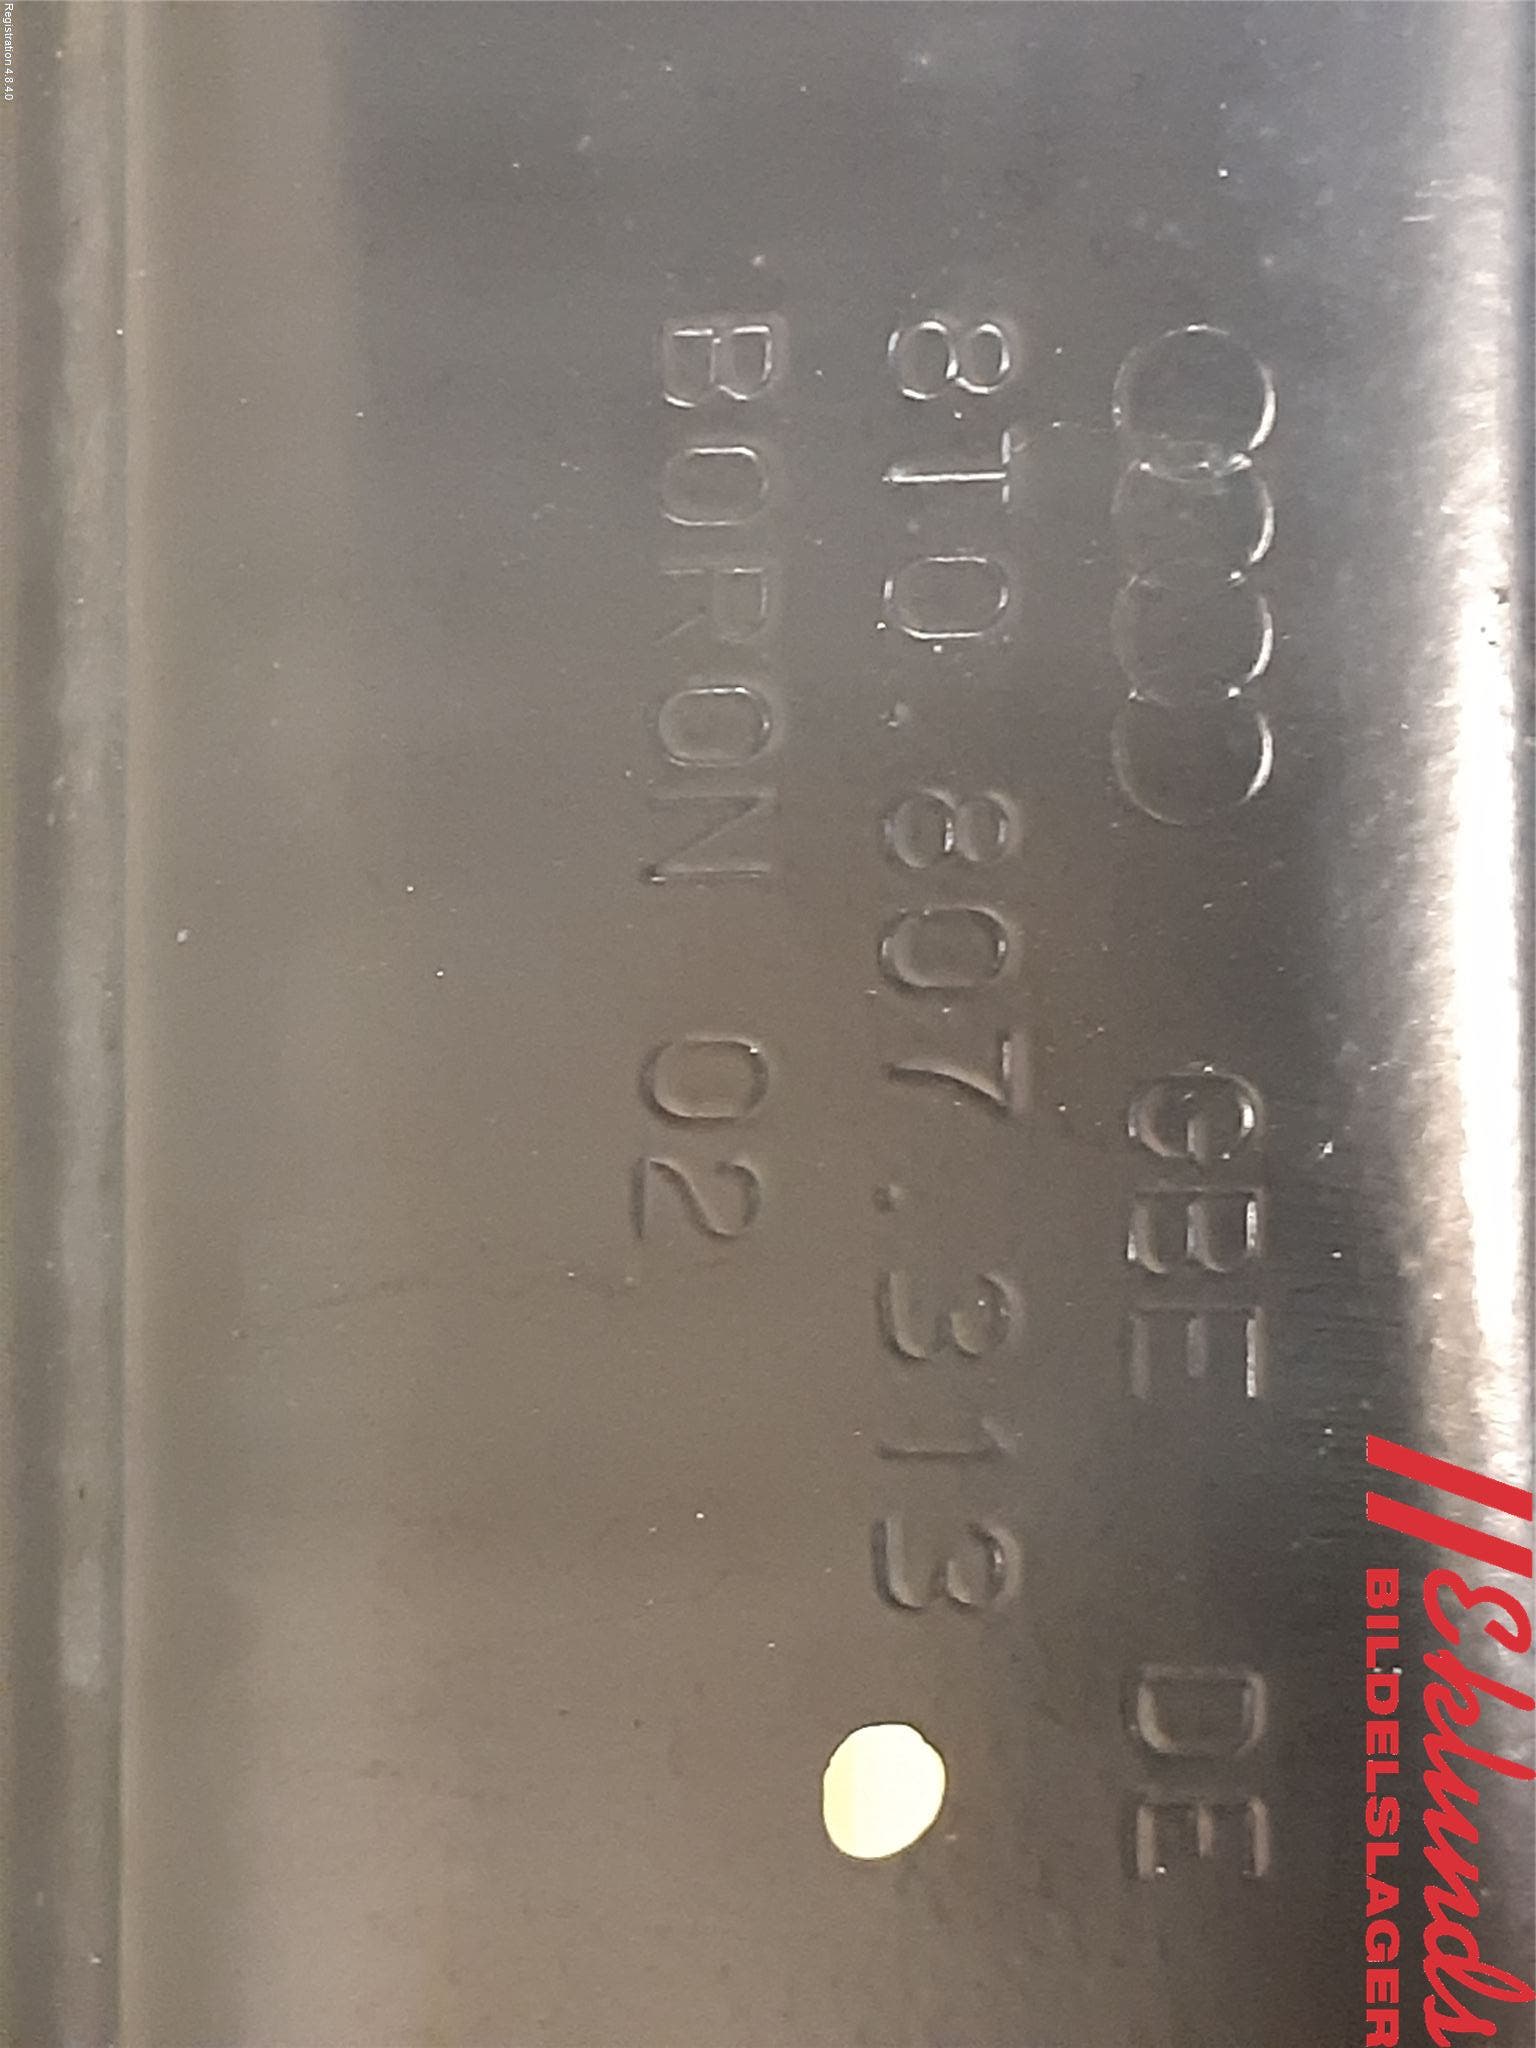 GBE DE
8T0.807.313
BORON 02
Eklunds
BILDELSLAGER
Registration 4.8.4.0